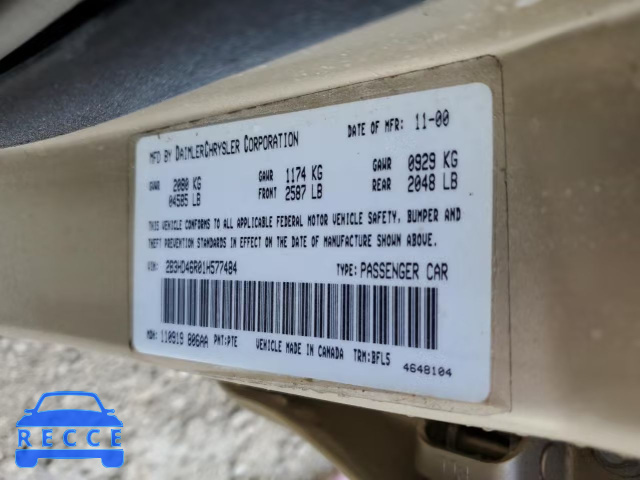 MFD BY DAIMLERCHRYSLER CORPORATION DATE OF MFR: 11-00
GVWR 2080 KG 04585 LB
GAWR FRONT 1174 KG 2587 LB
GAWR REAR 0929 KG 2048 LB
THIS VEHICLE CONFORMS TO ALL APPLICABLE FEDERAL MOTOR VEHICLE SAFETY, BUMPER AND
THEFT PREVENTION STANDARDS IN EFFECT ON THE DATE OF MANUFACTURE SHOWN ABOVE.
VIN: 2B3HD46R01H577484 TYPE: PASSENGER CAR
MDH: 110919 806AA PNT: PTE VEHICLE MADE IN CANADA TRM: BFL5
4648104
RECCE